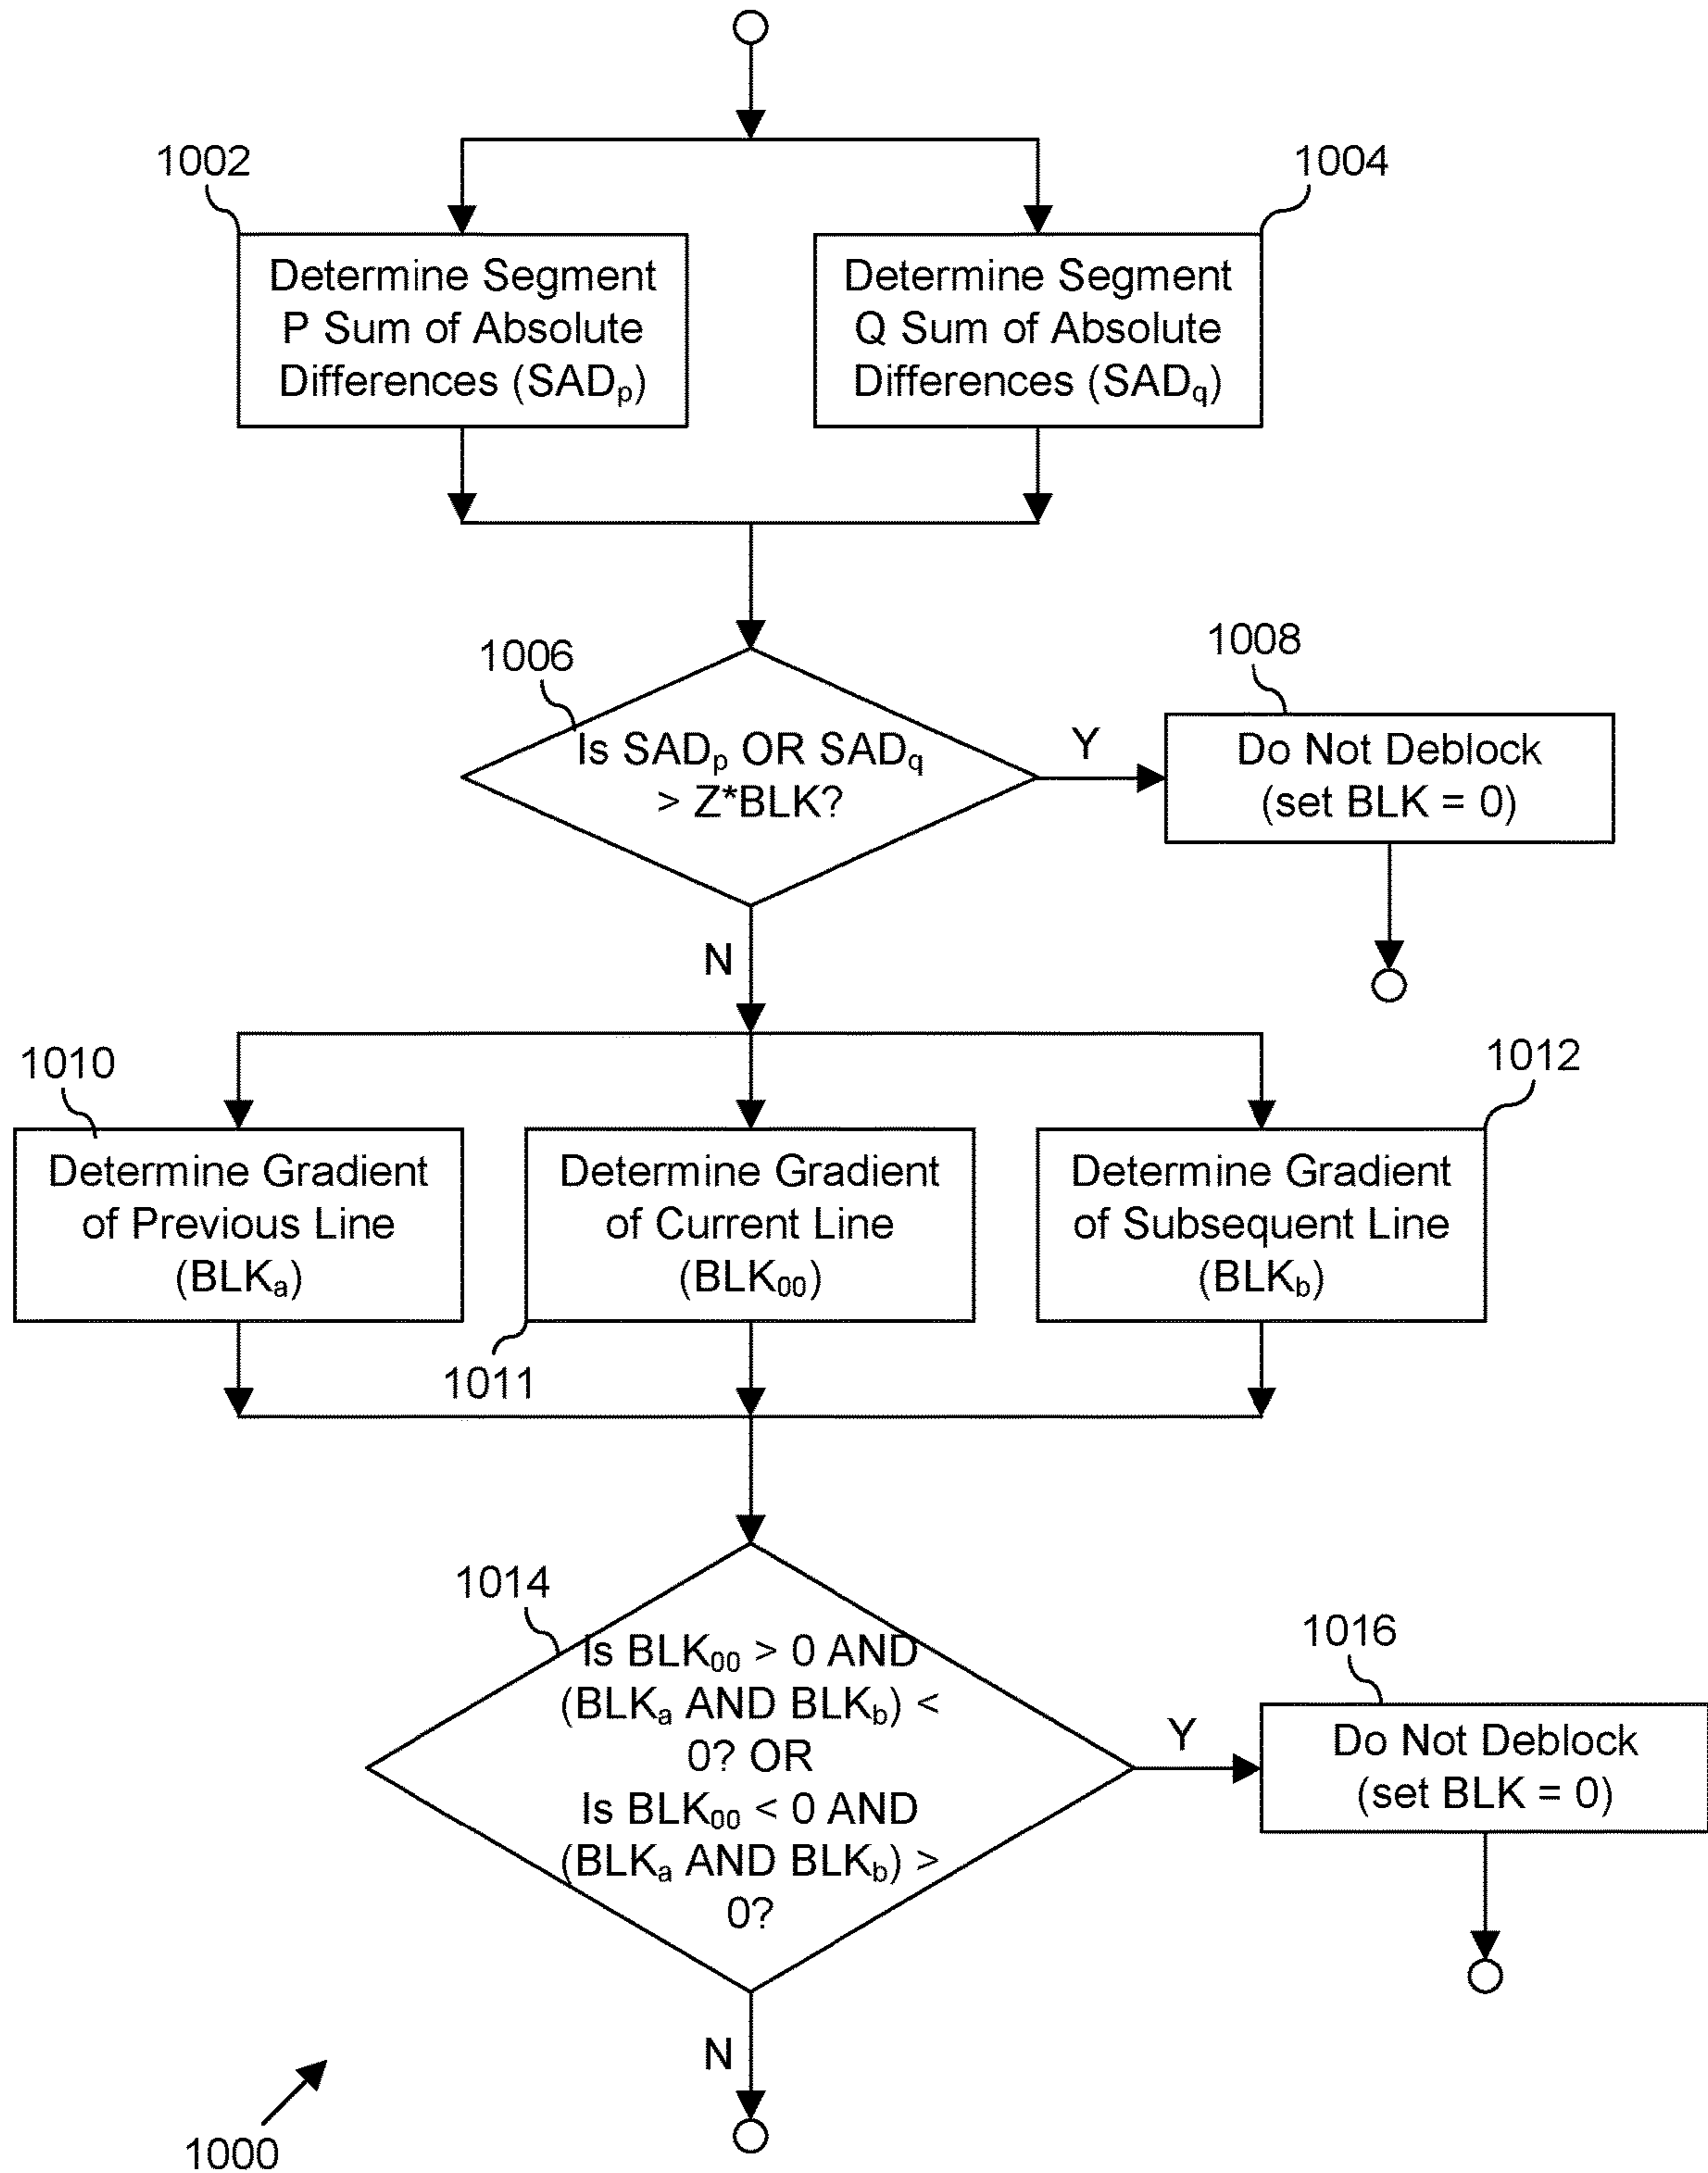 1002
1004
Determine Segment
P Sum of Absolute
Differences (SADp)
Determine Segment
Q Sum of Absolute
Differences (SADq)
1006
Is SADp OR SADq
> Z*BLK?
Y
1008
Do Not Deblock
(set BLK = 0)
N
1010
1012
Determine Gradient
of Previous Line
(BLKa)
Determine Gradient
of Current Line
(BLK00)
Determine Gradient
of Subsequent Line
(BLKb)
1011
1014
Is BLK00 > 0 AND
(BLKa AND BLKb) <
0? OR
Is BLK00 < 0 AND
(BLKa AND BLKb) >
0?
Y
1016
Do Not Deblock
(set BLK = 0)
N
1000